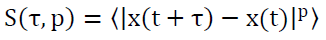 S(τ, p) = ⟨|x(t + τ) − x(t)|ᵖ⟩